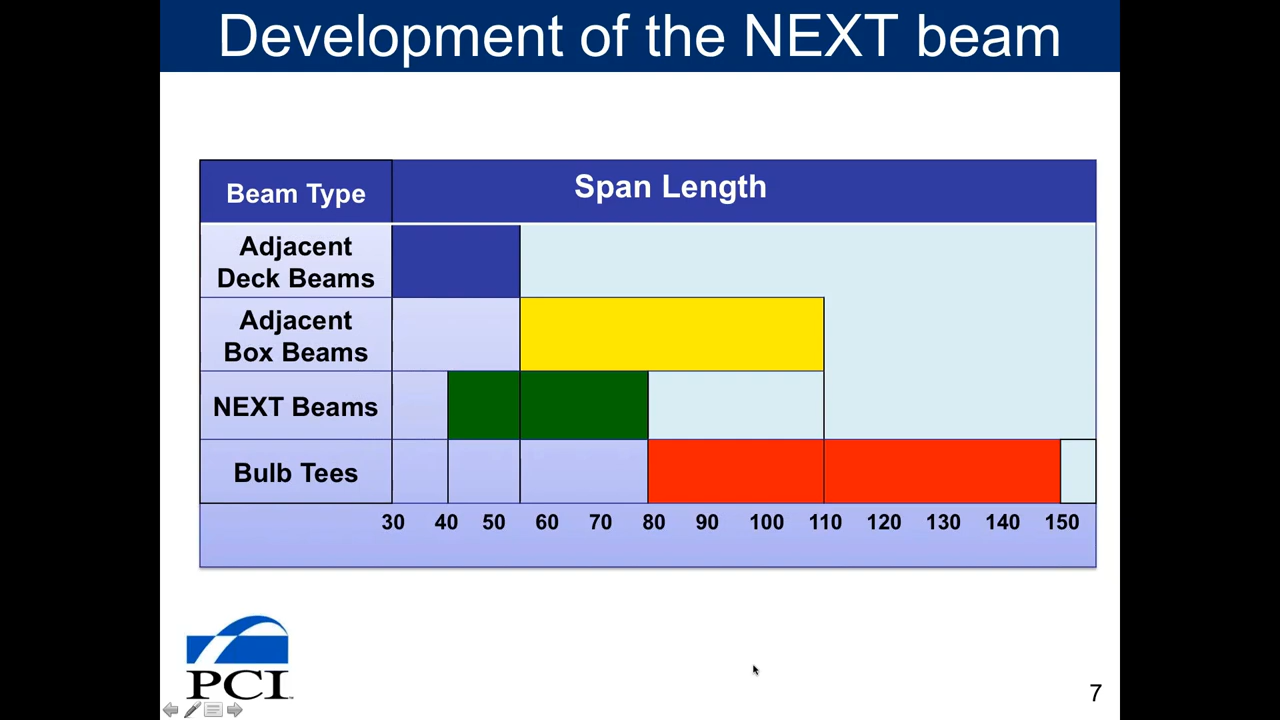 Development of the NEXT beam
Beam Type
Span Length
Adjacent
Deck Beams
Adjacent
Box Beams
NEXT Beams
Bulb Tees
30 40 50 60 70 80 90 100 110 120 130 140 150
PCI
7